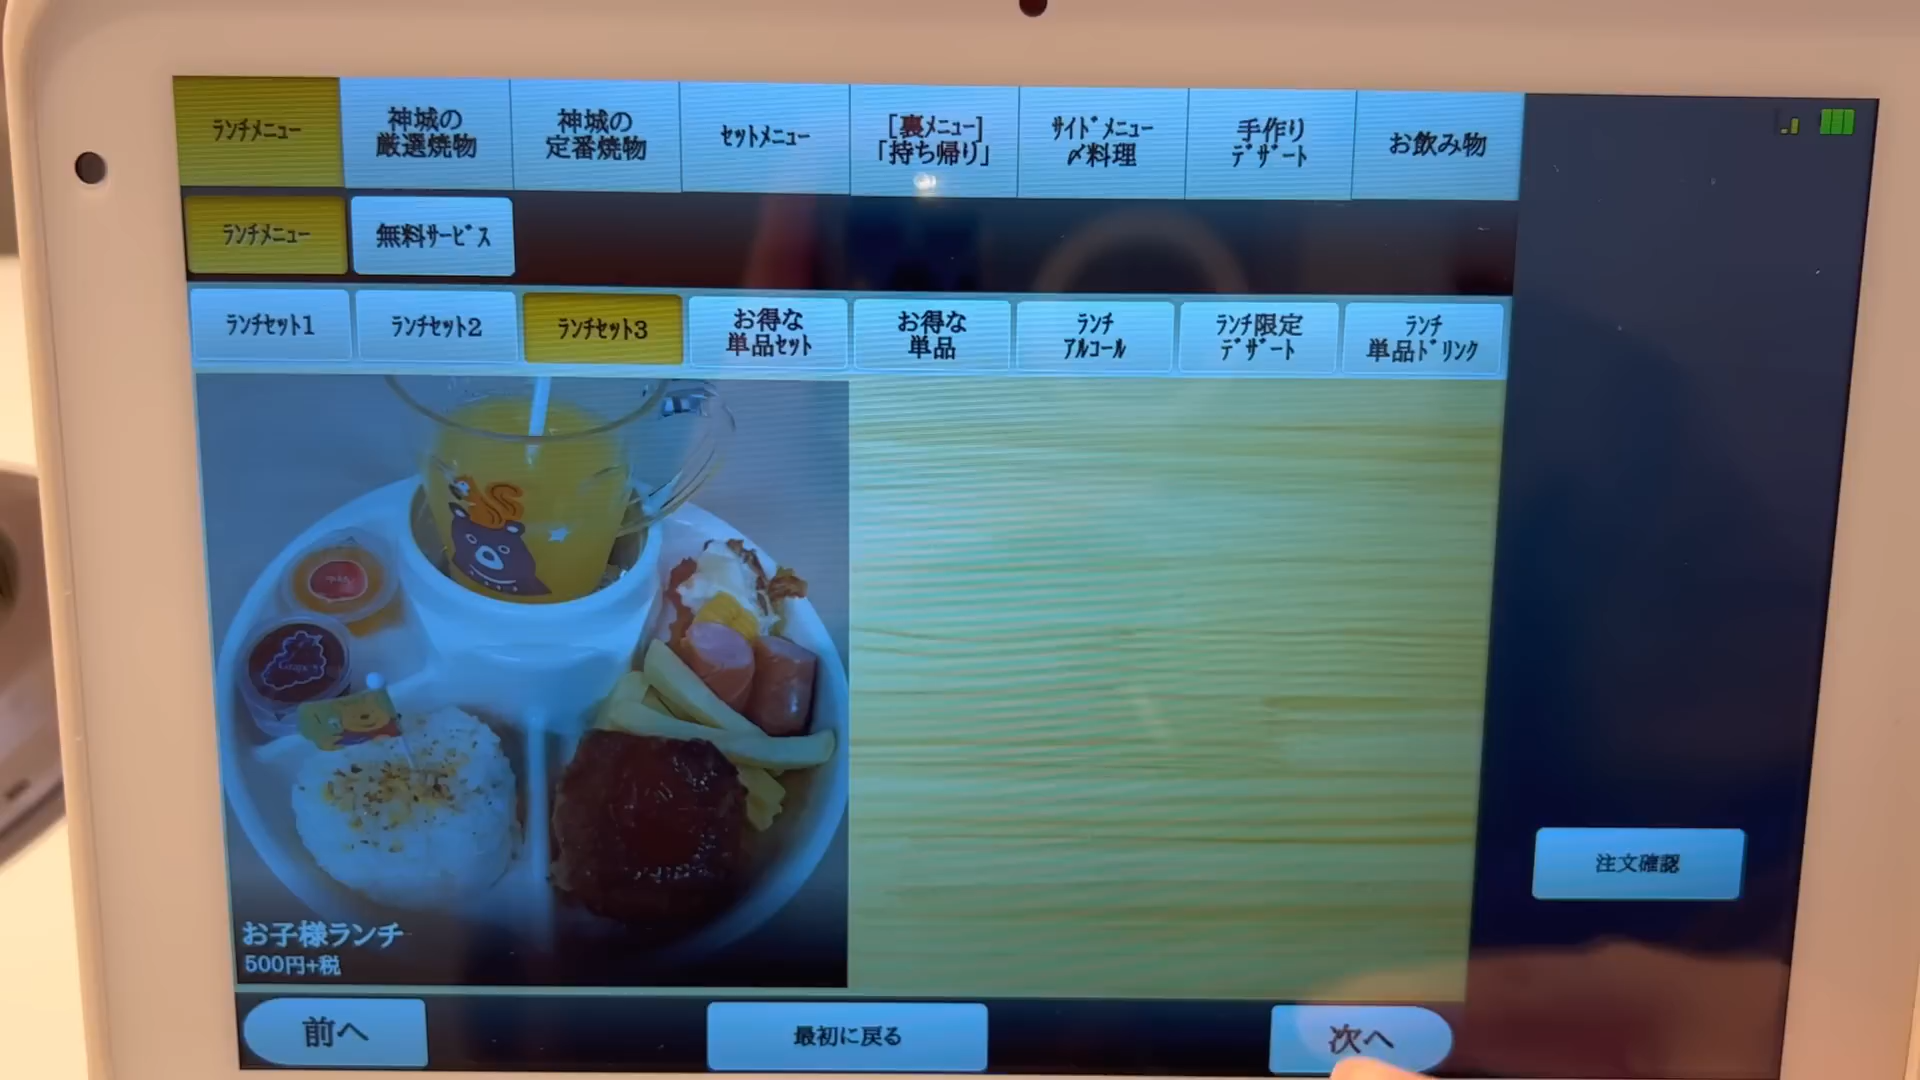 ランチメニュー
神城の
厳選焼物
神城の
定番焼物
セットメニュー
[裏メニュー]
「持ち帰り」
サイドメニュー
〆料理
手作り
デザート
お飲み物
ランチメニュー
無料サービス
ランチセット1
ランチセット2
ランチセット3
お得な
単品セット
お得な
単品
ランチ
アルコール
ランチ限定
デザート
ランチ
単品ドリンク
Grape
お子様ランチ
500円+税
注文確認
前へ
最初に戻る
次へ